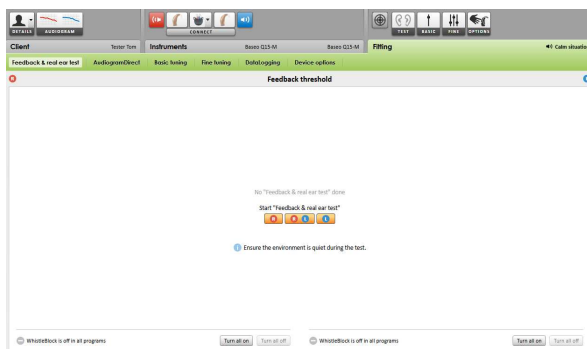 DETAILS AUDIOGRAM
CONNECT
TEST BASIC FINE OPTIONS
Client Tester Tom Instruments Baseo Q15-M Baseo Q15-M Fitting Calm situation
Feedback & real ear test AudiogramDirect Basic tuning Fine tuning DataLogging Device options
R Feedback threshold
No "Feedback & real ear test" done
Start "Feedback & real ear test"
R R L L
i Ensure the environment is quiet during the test.
WhistleBlock is off in all programs Turn all on Turn all off WhistleBlock is off in all programs Turn all on Turn all off